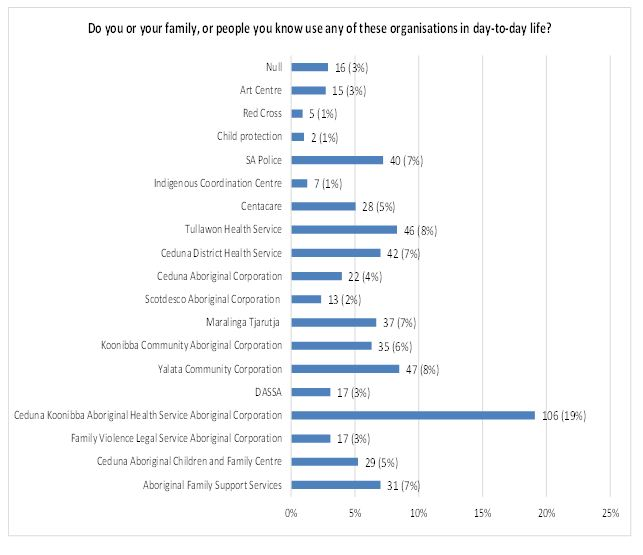 Do you or your family, or people you know use any of these organisations in day-to-day life?
Null 16 (3%)
Art Centre 15 (3%)
Red Cross 5 (1%)
Child protection 2 (1%)
SA Police 40 (7%)
Indigenous Coordination Centre 7 (1%)
Centacare 28 (5%)
Tullawon Health Service 46 (8%)
Ceduna District Health Service 42 (7%)
Ceduna Aboriginal Corporation 22 (4%)
Scotdesco Aboriginal Corporation 13 (2%)
Maralinga Tjarutja 37 (7%)
Koonibba Community Aboriginal Corporation 35 (6%)
Yalata Community Corporation 47 (8%)
DASSA 17 (3%)
Ceduna Koonibba Aboriginal Health Service Aboriginal Corporation 106 (19%)
Family Violence Legal Service Aboriginal Corporation 17 (3%)
Ceduna Aboriginal Children and Family Centre 29 (5%)
Aboriginal Family Support Services 31 (7%)
0% 5% 10% 15% 20% 25%